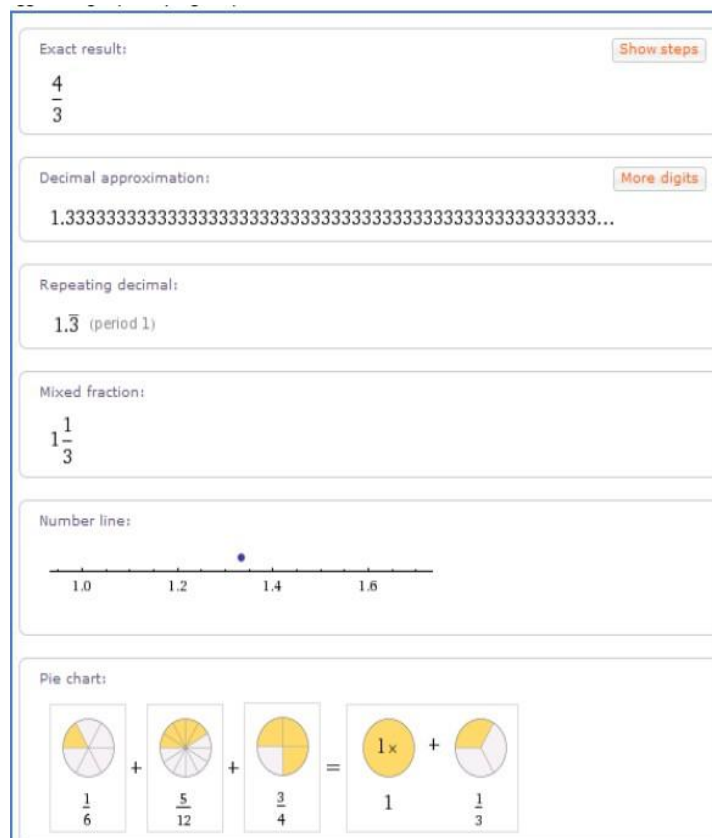 Exact result:
Show steps
4
3
Decimal approximation:
More digits
1.3333333333333333333333333333333333333333333333333333...
Repeating decimal:
1.3̅ (period 1)
Mixed fraction:
1 1
3
Number line:
1.0 1.2 1.4 1.6
Pie chart:
1×
+ + = +
1 5 3 1 1
6 12 4 3